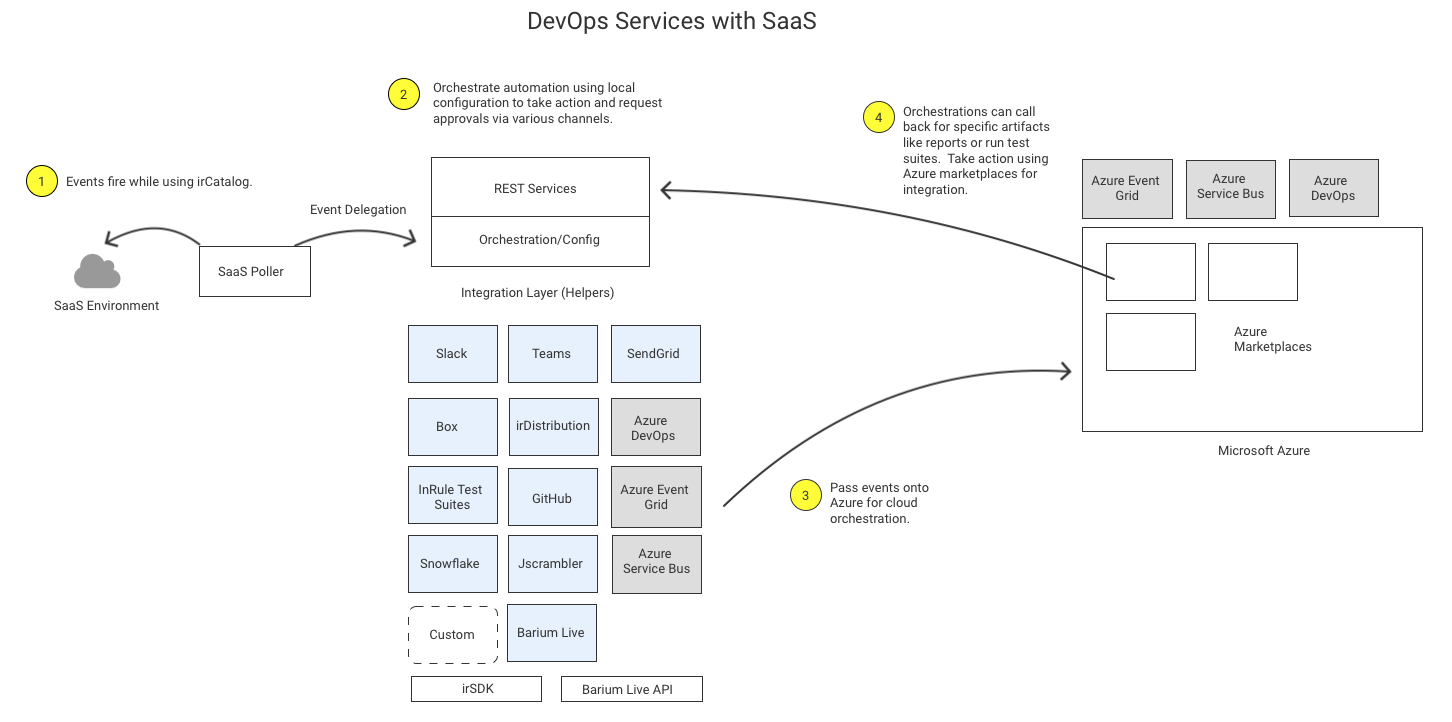 DevOps Services with SaaS
1
Events fire while using irCatalog.
2
Orchestrate automation using local
configuration to take action and request
approvals via various channels.
4
Orchestrations can call
back for specific artifacts
like reports or run test
suites.  Take action using
Azure marketplaces for
integration.
Event Delegation
SaaS Poller
SaaS Environment
REST Services
Orchestration/Config
Integration Layer (Helpers)
Slack
Teams
SendGrid
Box
irDistribution
Azure
DevOps
InRule Test
Suites
GitHub
Azure Event
Grid
Snowflake
Jscrambler
Azure
Service Bus
Custom
Barium Live
irSDK
Barium Live API
3
Pass events onto
Azure for cloud
orchestration.
Azure Event
Grid
Azure
Service Bus
Azure
DevOps
Azure
Marketplaces
Microsoft Azure